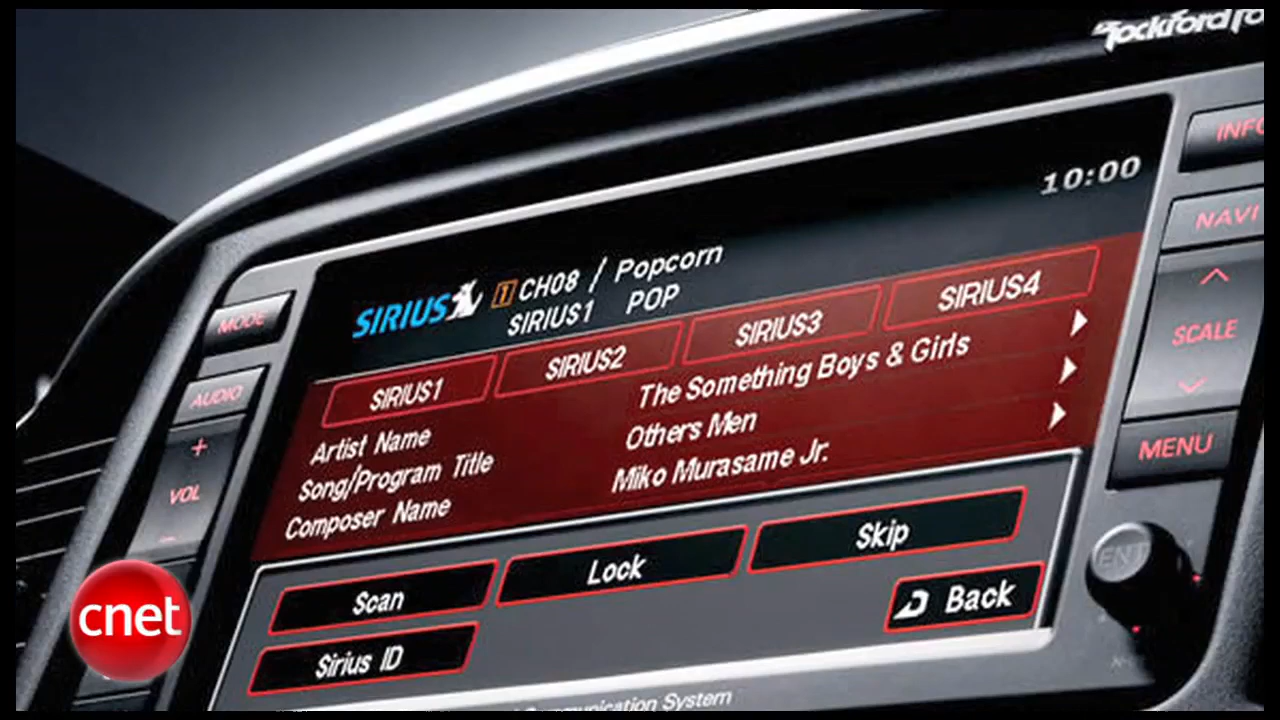 Rockford Fo
INFO
10:00
NAVI
SIRIUS 1 CH08 / Popcorn
SIRIUS1 POP
MODE
SIRIUS1 SIRIUS2 SIRIUS3 SIRIUS4
SCALE
AUDIO
Artist Name The Something Boys & Girls
Song/Program Title Others Men
Composer Name Miko Murasame Jr.
+
VOL
-
MENU
ENT
Scan Lock Skip
Sirius ID Back
cnet
Communication System